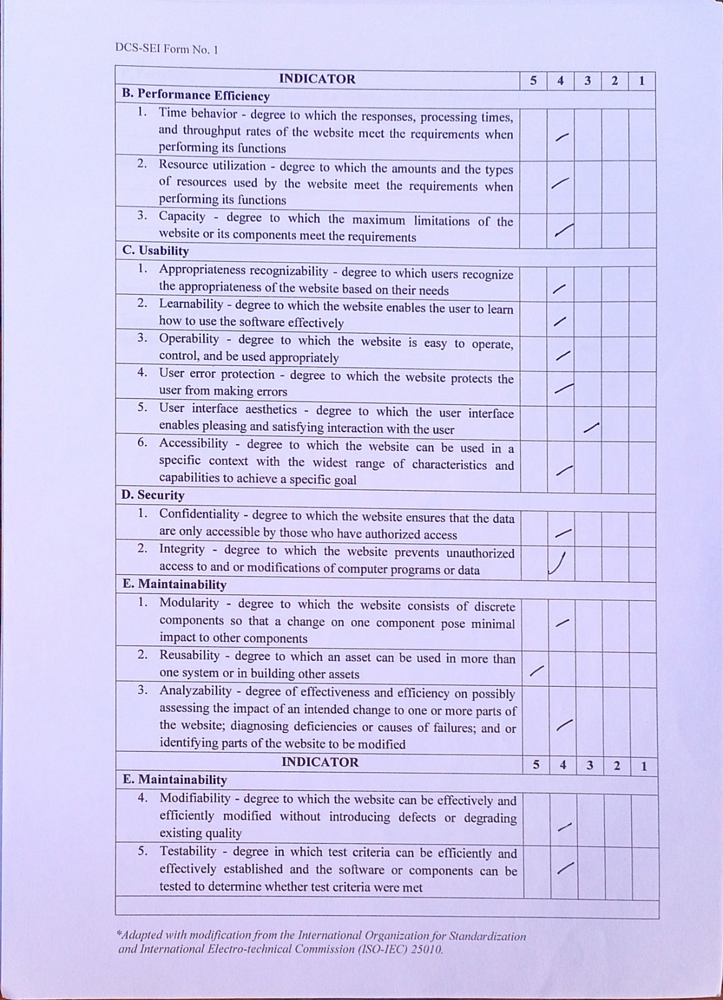 DCS-SEI Form No. 1
INDICATOR 5 4 3 2 1
B. Performance Efficiency
1. Time behavior - degree to which the responses, processing times,
and throughput rates of the website meet the requirements when
performing its functions
2. Resource utilization - degree to which the amounts and the types
of resources used by the website meet the requirements when
performing its functions
3. Capacity - degree to which the maximum limitations of the
website or its components meet the requirements
C. Usability
1. Appropriateness recognizability - degree to which users recognize
the appropriateness of the website based on their needs
2. Learnability - degree to which the website enables the user to learn
how to use the software effectively
3. Operability - degree to which the website is easy to operate,
control, and be used appropriately
4. User error protection - degree to which the website protects the
user from making errors
5. User interface aesthetics - degree to which the user interface
enables pleasing and satisfying interaction with the user
6. Accessibility - degree to which the website can be used in a
specific context with the widest range of characteristics and
capabilities to achieve a specific goal
D. Security
1. Confidentiality - degree to which the website ensures that the data
are only accessible by those who have authorized access
2. Integrity - degree to which the website prevents unauthorized
access to and or modifications of computer programs or data
E. Maintainability
1. Modularity - degree to which the website consists of discrete
components so that a change on one component pose minimal
impact to other components
2. Reusability - degree to which an asset can be used in more than
one system or in building other assets
3. Analyzability - degree of effectiveness and efficiency on possibly
assessing the impact of an intended change to one or more parts of
the website; diagnosing deficiencies or causes of failures; and or
identifying parts of the website to be modified
INDICATOR 5 4 3 2 1
E. Maintainability
4. Modifiability - degree to which the website can be effectively and
efficiently modified without introducing defects or degrading
existing quality
5. Testability - degree in which test criteria can be efficiently and
effectively established and the software or components can be
tested to determine whether test criteria were met
*Adapted with modification from the International Organization for Standardization
and International Electro-technical Commission (ISO-IEC) 25010.